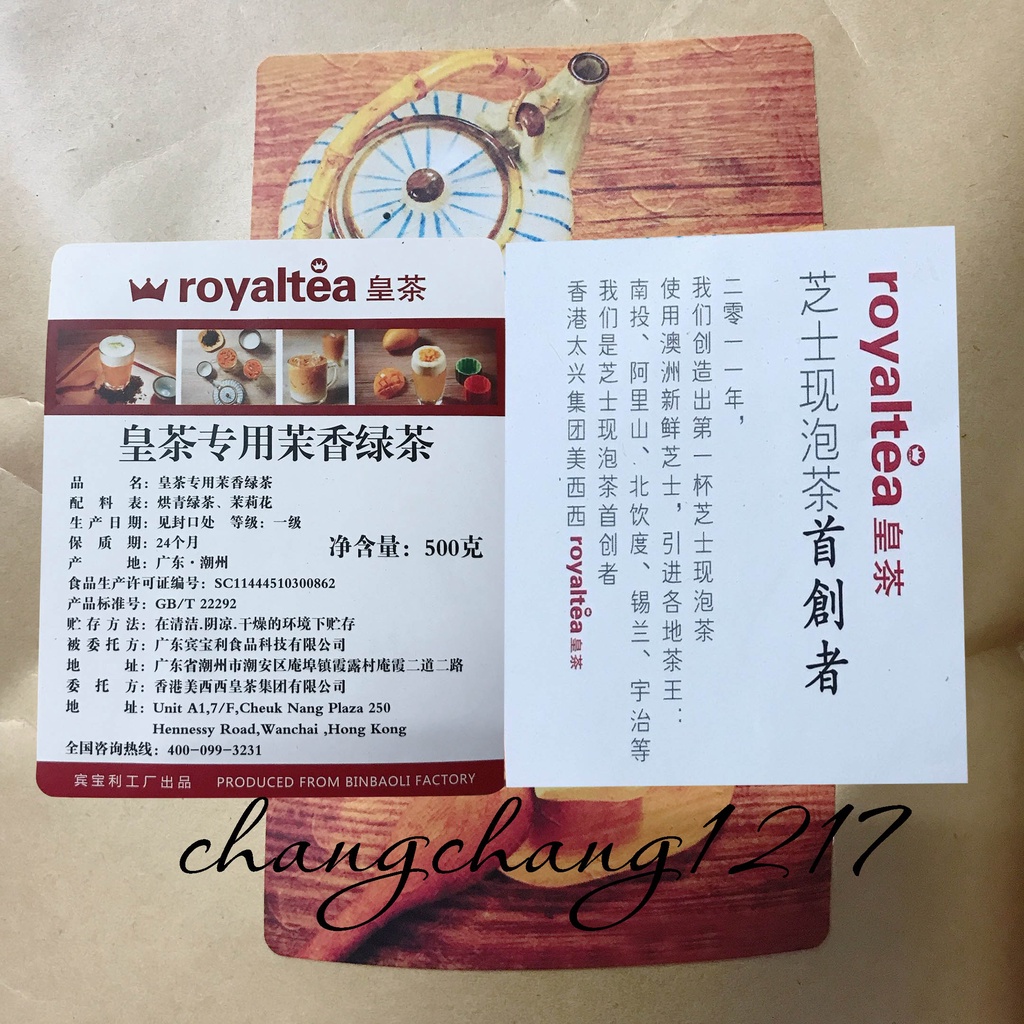 royaltea 皇茶
皇茶专用茉香绿茶
品 名：皇茶专用茉香绿茶
配 料 表：烘青绿茶、茉莉花
生产日期：见封口处 等级：一级
保 质 期：24个月
净含量：500克
产 地：广东·潮州
食品生产许可证编号：SC11444510300862
产品标准号：GB/T 22292
贮存方法：在清洁.阴凉.干燥的环境下贮存
被委托方：广东宾宝利食品科技有限公司
地 址：广东省潮州市潮安区庵埠镇霞露村庵霞二道二路
委 托 方：香港美西西皇茶集团有限公司
地 址：Unit A1,7/F,Cheuk Nang Plaza 250
Hennessy Road,Wanchai ,Hong Kong
全国咨询热线：400-099-3231
宾宝利工厂出品 PRODUCED FROM BINBAOLI FACTORY
royaltea 皇茶
芝士现泡茶首創者
二零一一年，
我们创造出第一杯芝士现泡茶
使用澳洲新鲜芝士，引进各地茶王：
南投、阿里山、北饮度、锡兰、宇治等
我们是芝士现泡茶首创者
香港太兴集团美西西 royaltea 皇茶
changchang1217